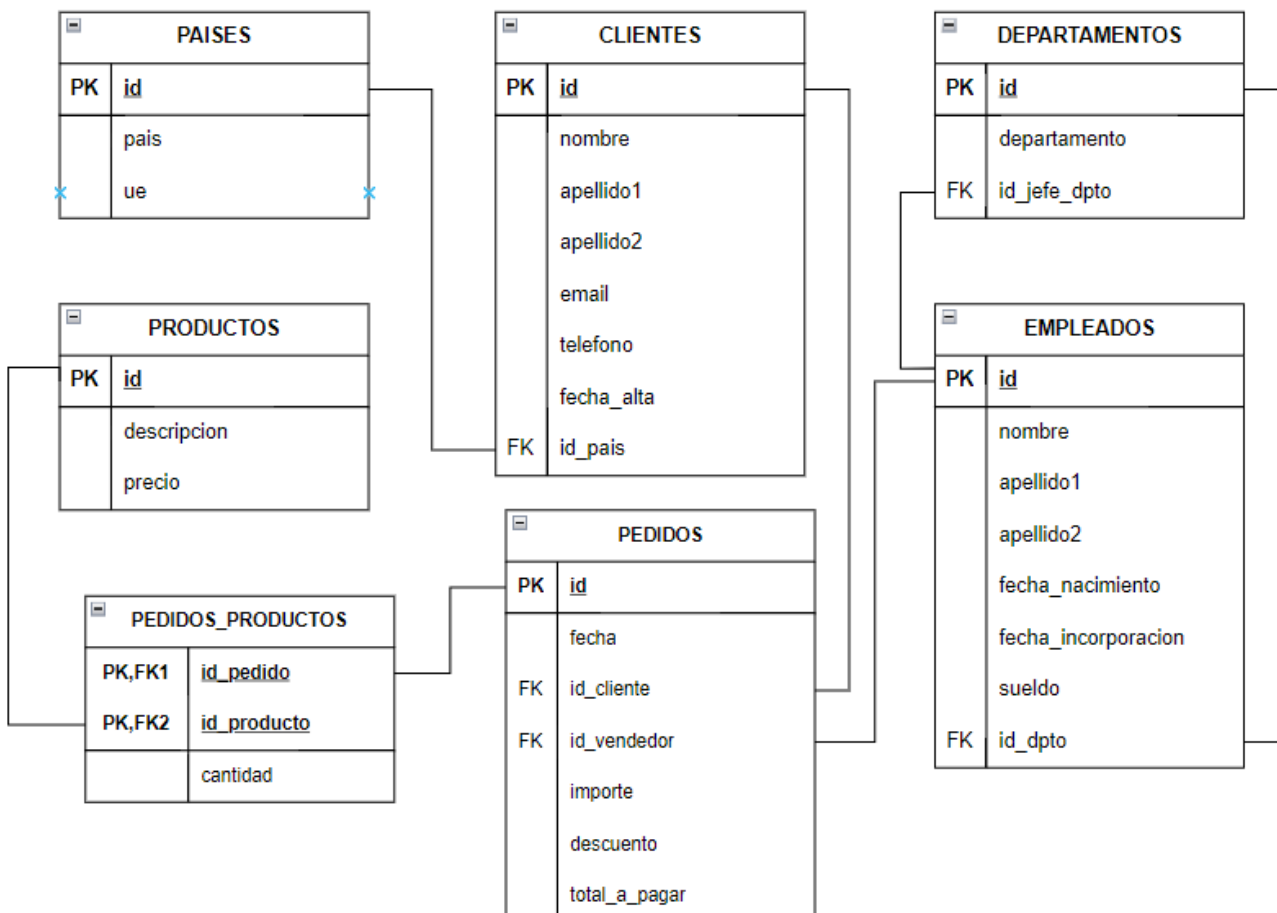 PAISES
PK id
pais
ue
CLIENTES
PK id
nombre
apellido1
apellido2
email
telefono
fecha_alta
FK id_pais
DEPARTAMENTOS
PK id
departamento
FK id_jefe_dpto
PRODUCTOS
PK id
descripcion
precio
EMPLEADOS
PK id
nombre
apellido1
apellido2
fecha_nacimiento
fecha_incorporacion
sueldo
FK id_dpto
PEDIDOS_PRODUCTOS
PK,FK1 id_pedido
PK,FK2 id_producto
cantidad
PEDIDOS
PK id
fecha
FK id_cliente
FK id_vendedor
importe
descuento
total_a_pagar